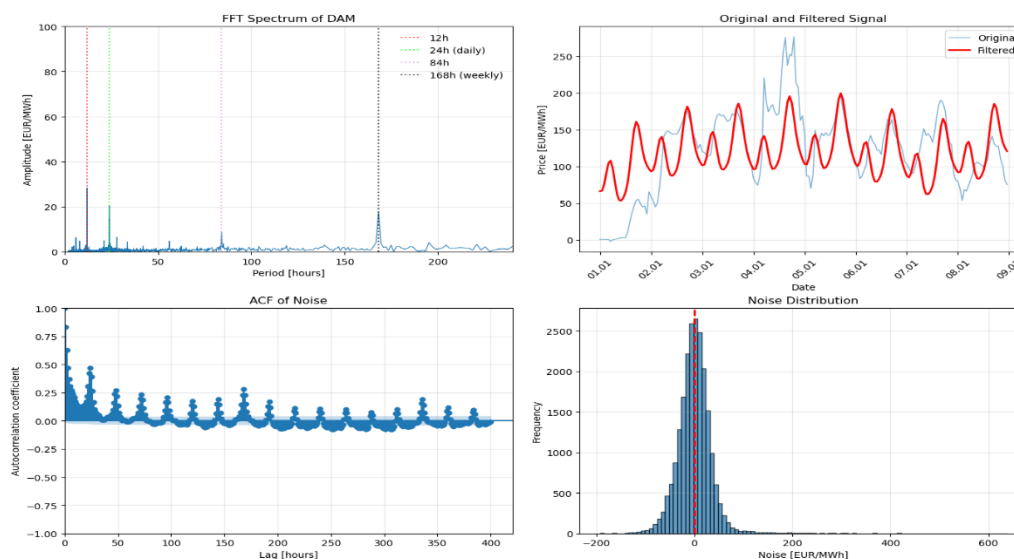 FFT Spectrum of DAM
Amplitude [EUR/MWh]
100
80
60
40
20
0
0 50 100 150 200
Period [hours]
12h
24h (daily)
84h
168h (weekly)
Original and Filtered Signal
Price [EUR/MWh]
250
200
150
100
50
0
01.01 02.01 03.01 04.01 05.01 06.01 07.01 08.01 09.01
Date
Original
Filtered
ACF of Noise
Autocorrelation coefficient
1.00
0.75
0.50
0.25
0.00
−0.25
−0.50
−0.75
−1.00
0 50 100 150 200 250 300 350 400
Lag [hours]
Noise Distribution
Frequency
2500
2000
1500
1000
500
0
−200 0 200 400 600
Noise [EUR/MWh]